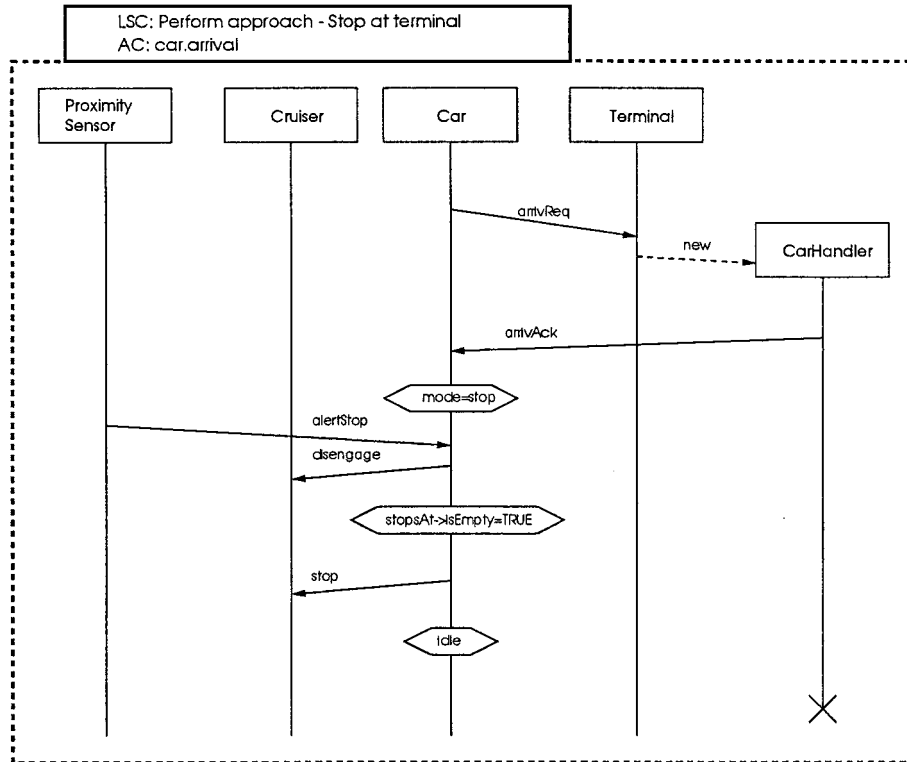 LSC: Perform approach - Stop at terminal
AC: car.arrival
Proximity
Sensor
Cruiser
Car
Terminal
arrivReq
new
CarHandler
arrivAck
mode=stop
alertStop
disengage
stopsAt->isEmpty=TRUE
stop
idle